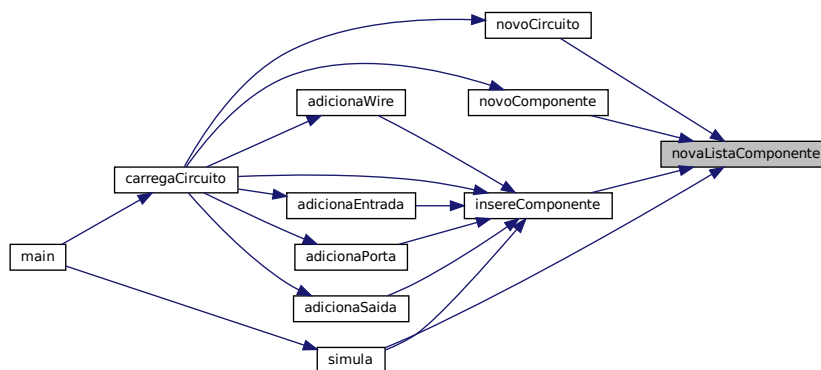 novoCircuito
adicionaWire
novoComponente
novaListaComponente
carregaCircuito
adicionaEntrada
insereComponente
main
adicionaPorta
adicionaSaida
simula